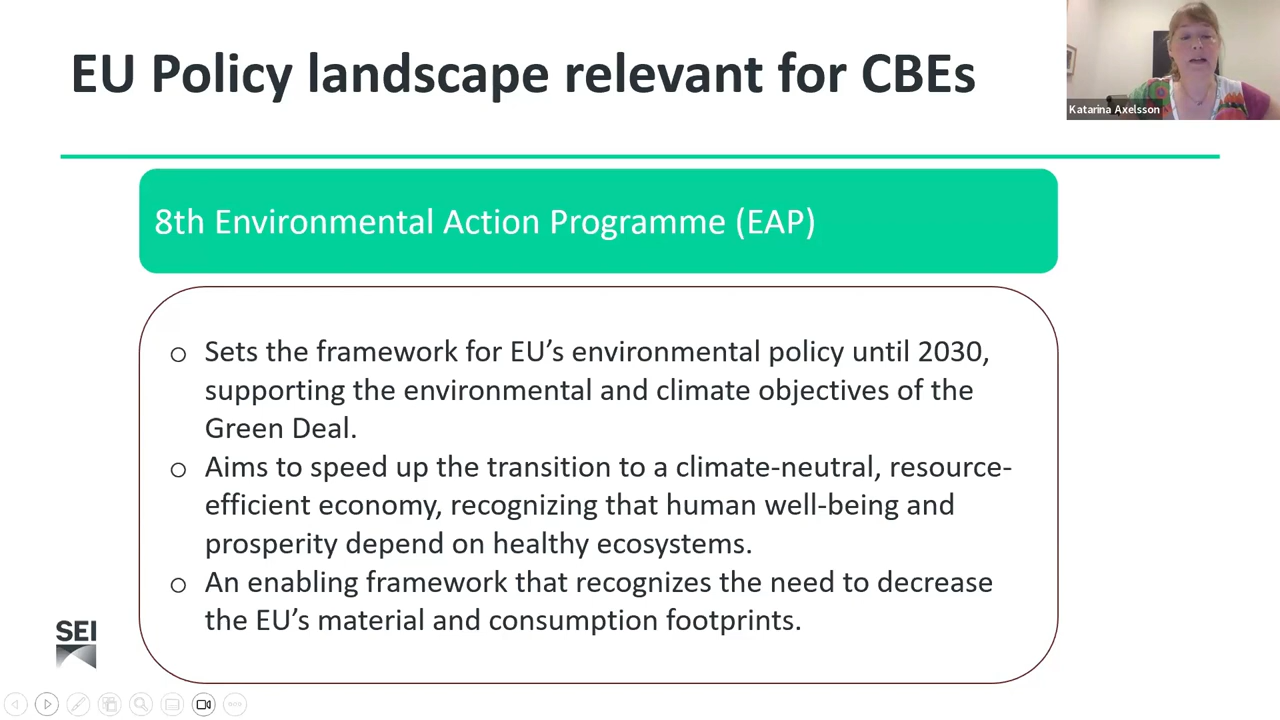 EU Policy landscape relevant for CBEs
Katarina Axelsson
8th Environmental Action Programme (EAP)
o Sets the framework for EU’s environmental policy until 2030,
supporting the environmental and climate objectives of the
Green Deal.
o Aims to speed up the transition to a climate-neutral, resource-
efficient economy, recognizing that human well-being and
prosperity depend on healthy ecosystems.
o An enabling framework that recognizes the need to decrease
the EU’s material and consumption footprints.
SEI